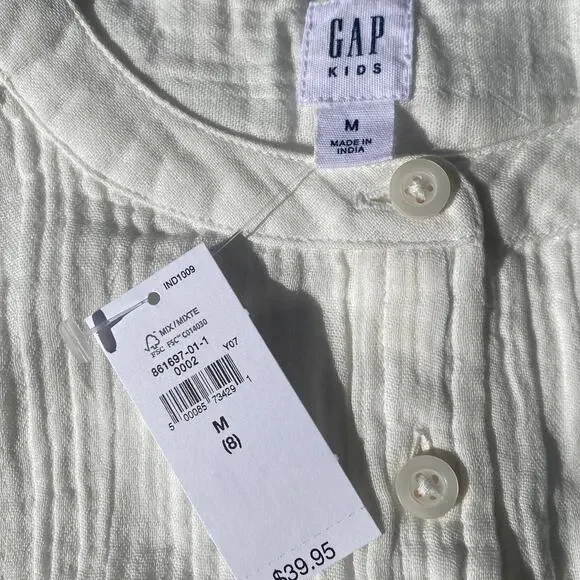 GAP
KIDS
M
MADE IN
INDIA
IND1009
MIX/MIXTE
FSC FSC™ C014030
861697-01-1
0002 Y07
5 00085 73429 1
M
(8)
$39.95